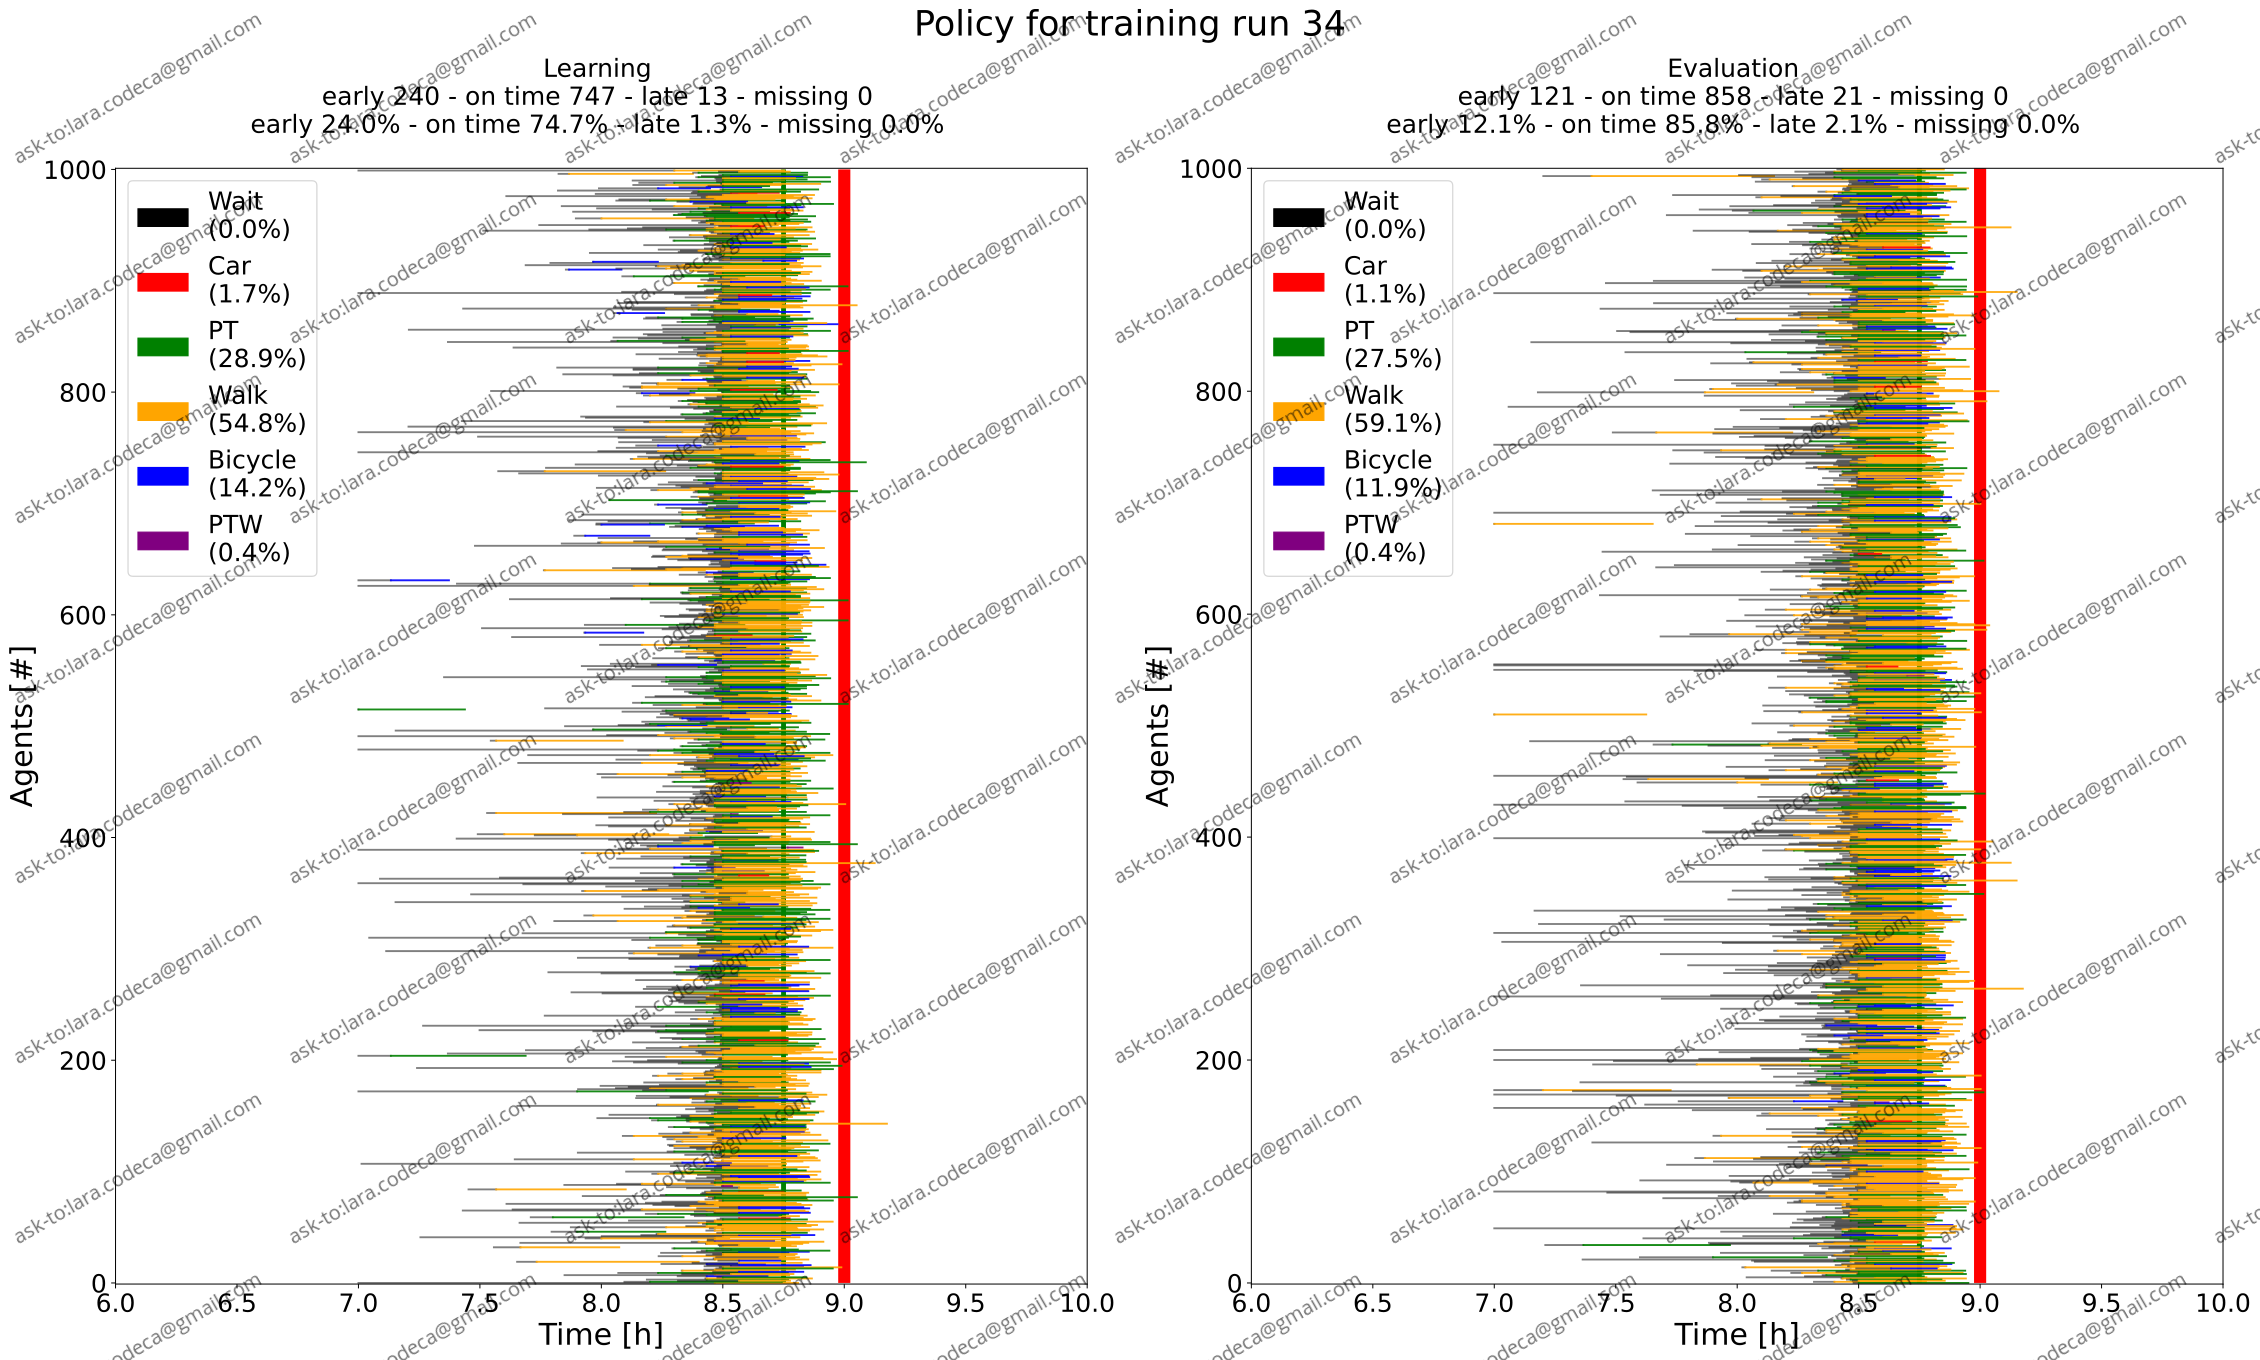 Policy for training run 34
Learning
early 240 - on time 747 - late 13 - missing 0
early 24.0% - on time 74.7% - late 1.3% - missing 0.0%
Evaluation
early 121 - on time 858 - late 21 - missing 0
early 12.1% - on time 85.8% - late 2.1% - missing 0.0%
Agents [#]
1000
800
600
400
200
0
Wait
(0.0%)
Car
(1.7%)
PT
(28.9%)
Walk
(54.8%)
Bicycle
(14.2%)
PTW
(0.4%)
6.0 6.5 7.0 7.5 8.0 8.5 9.0 9.5 10.0
Time [h]
Agents [#]
1000
800
600
400
200
0
Wait
(0.0%)
Car
(1.1%)
PT
(27.5%)
Walk
(59.1%)
Bicycle
(11.9%)
PTW
(0.4%)
6.0 6.5 7.0 7.5 8.0 8.5 9.0 9.5 10.0
Time [h]
ask-to:lara.codeca@gmail.com